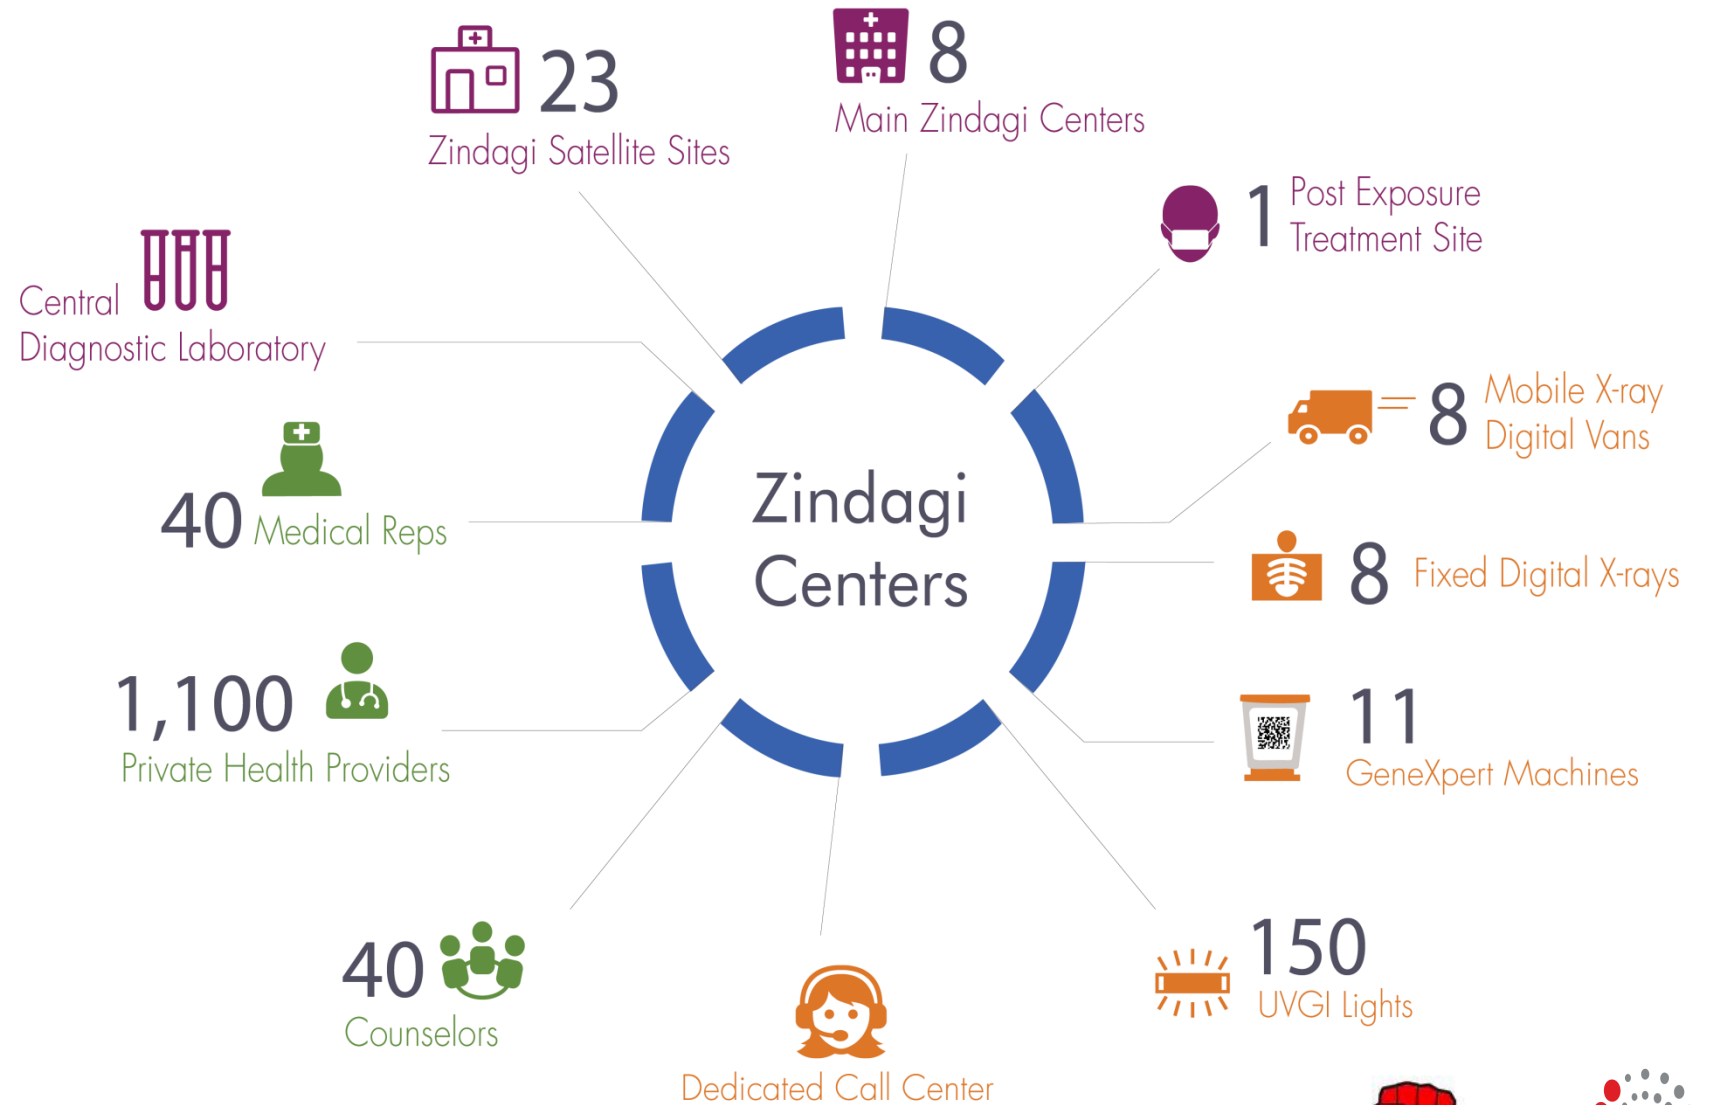 23
Zindagi Satellite Sites
8
Main Zindagi Centers
1
Post Exposure
Treatment Site
Central
Diagnostic Laboratory
8
Mobile X-ray
Digital Vans
40 Medical Reps
Zindagi
Centers
8 Fixed Digital X-rays
1,100
Private Health Providers
11
GeneXpert Machines
40
Counselors
150
UVGI Lights
Dedicated Call Center